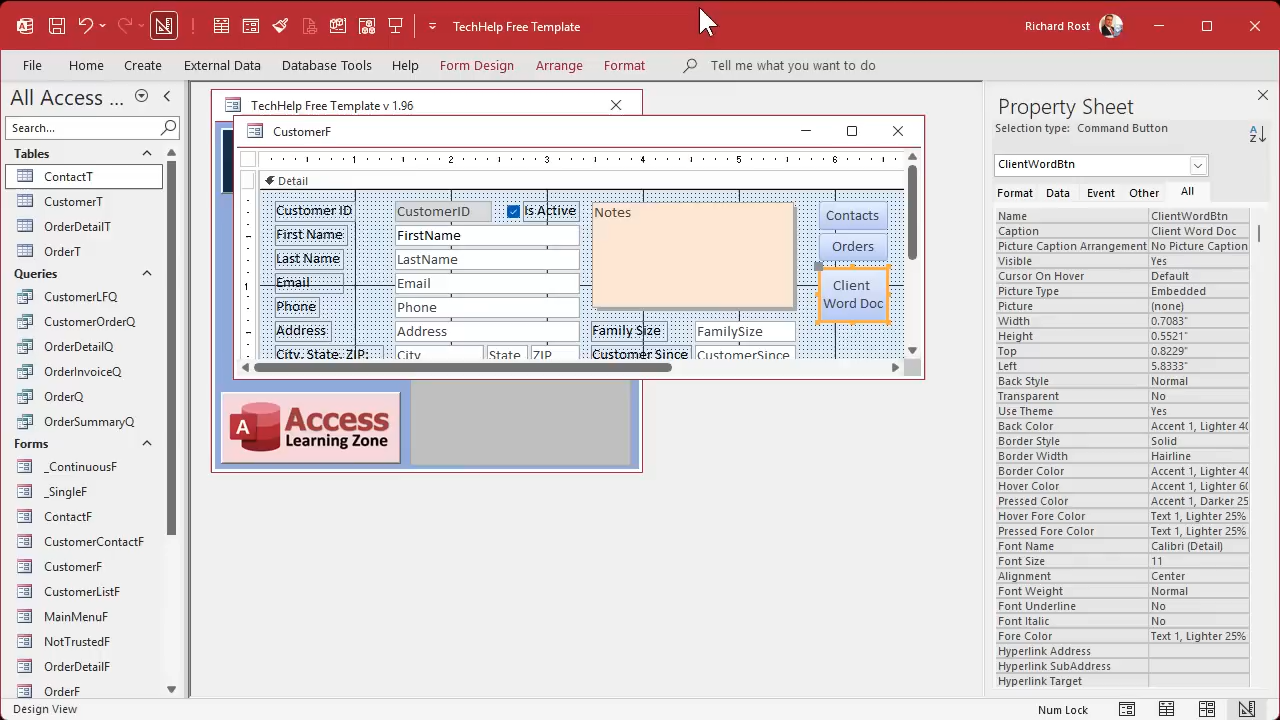 TechHelp Free Template
Richard Rost
File Home Create External Data Database Tools Help Form Design Arrange Format Tell me what you want to do
All Access ...
Search...
Tables
ContactT
CustomerT
OrderDetailT
OrderT
Queries
CustomerLFQ
CustomerOrderQ
OrderDetailQ
OrderInvoiceQ
OrderQ
OrderSummaryQ
Forms
_ContinuousF
_SingleF
ContactF
CustomerContactF
CustomerF
CustomerListF
MainMenuF
NotTrustedF
OrderDetailF
OrderF
TechHelp Free Template v 1.96
CustomerF
1 2 3 4 5 6
Detail
Customer ID CustomerID Is Active Notes Contacts
First Name FirstName Orders
Last Name LastName
Email Email Client
Word Doc
1
Phone Phone
Address Address Family Size FamilySize
City, State, ZIP: City State ZIP Customer Since CustomerSince
A Access
Learning Zone
Property Sheet
Selection type: Command Button
ClientWordBtn
Format Data Event Other All
Name ClientWordBtn
Caption Client Word Doc
Picture Caption Arrangement No Picture Caption
Visible Yes
Cursor On Hover Default
Picture Type Embedded
Picture (none)
Width 0.7083"
Height 0.5521"
Top 0.8229"
Left 5.8333"
Back Style Normal
Transparent No
Use Theme Yes
Back Color Accent 1, Lighter 40
Border Style Solid
Border Width Hairline
Border Color Accent 1, Lighter 40
Hover Color Accent 1, Lighter 60
Pressed Color Accent 1, Darker 25
Hover Fore Color Text 1, Lighter 25%
Pressed Fore Color Text 1, Lighter 25%
Font Name Calibri (Detail)
Font Size 11
Alignment Center
Font Weight Normal
Font Underline No
Font Italic No
Fore Color Text 1, Lighter 25%
Hyperlink Address
Hyperlink SubAddress
Hyperlink Target
Design View
Num Lock